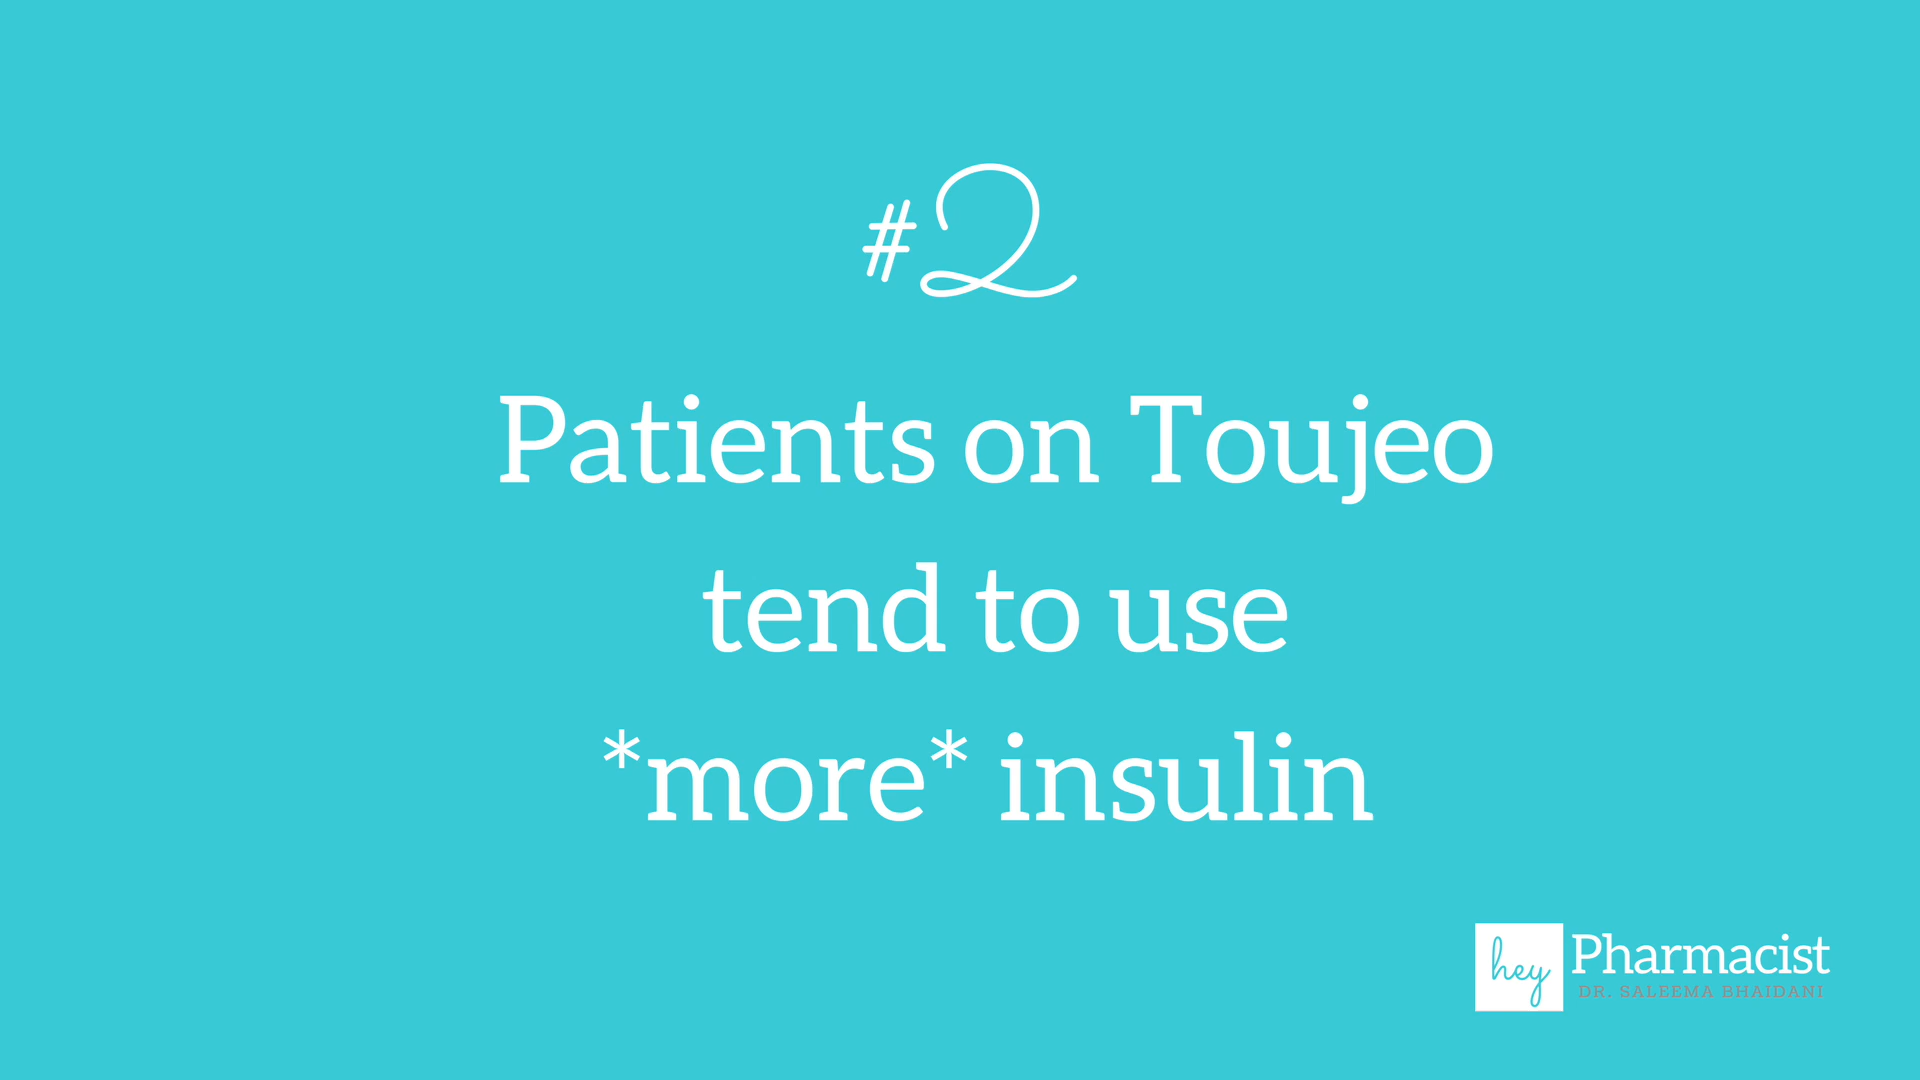 #2
Patients on Toujeo
tend to use
*more* insulin
hey Pharmacist
DR. SALEEMA BHAIDANI